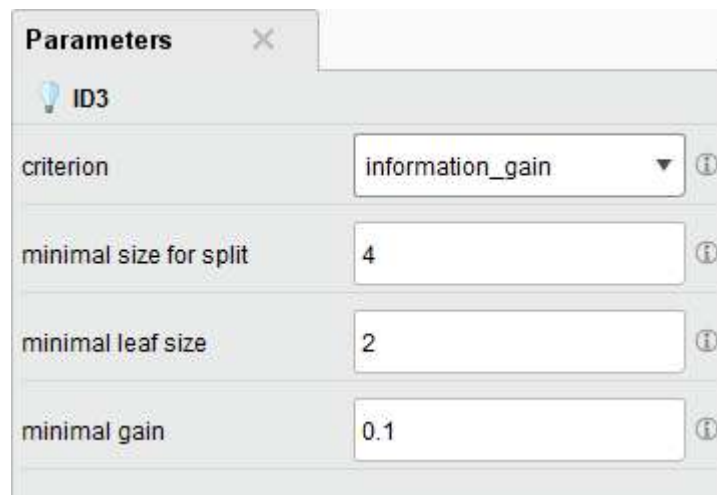 Parameters
ID3
criterion information_gain
minimal size for split 4
minimal leaf size 2
minimal gain 0.1